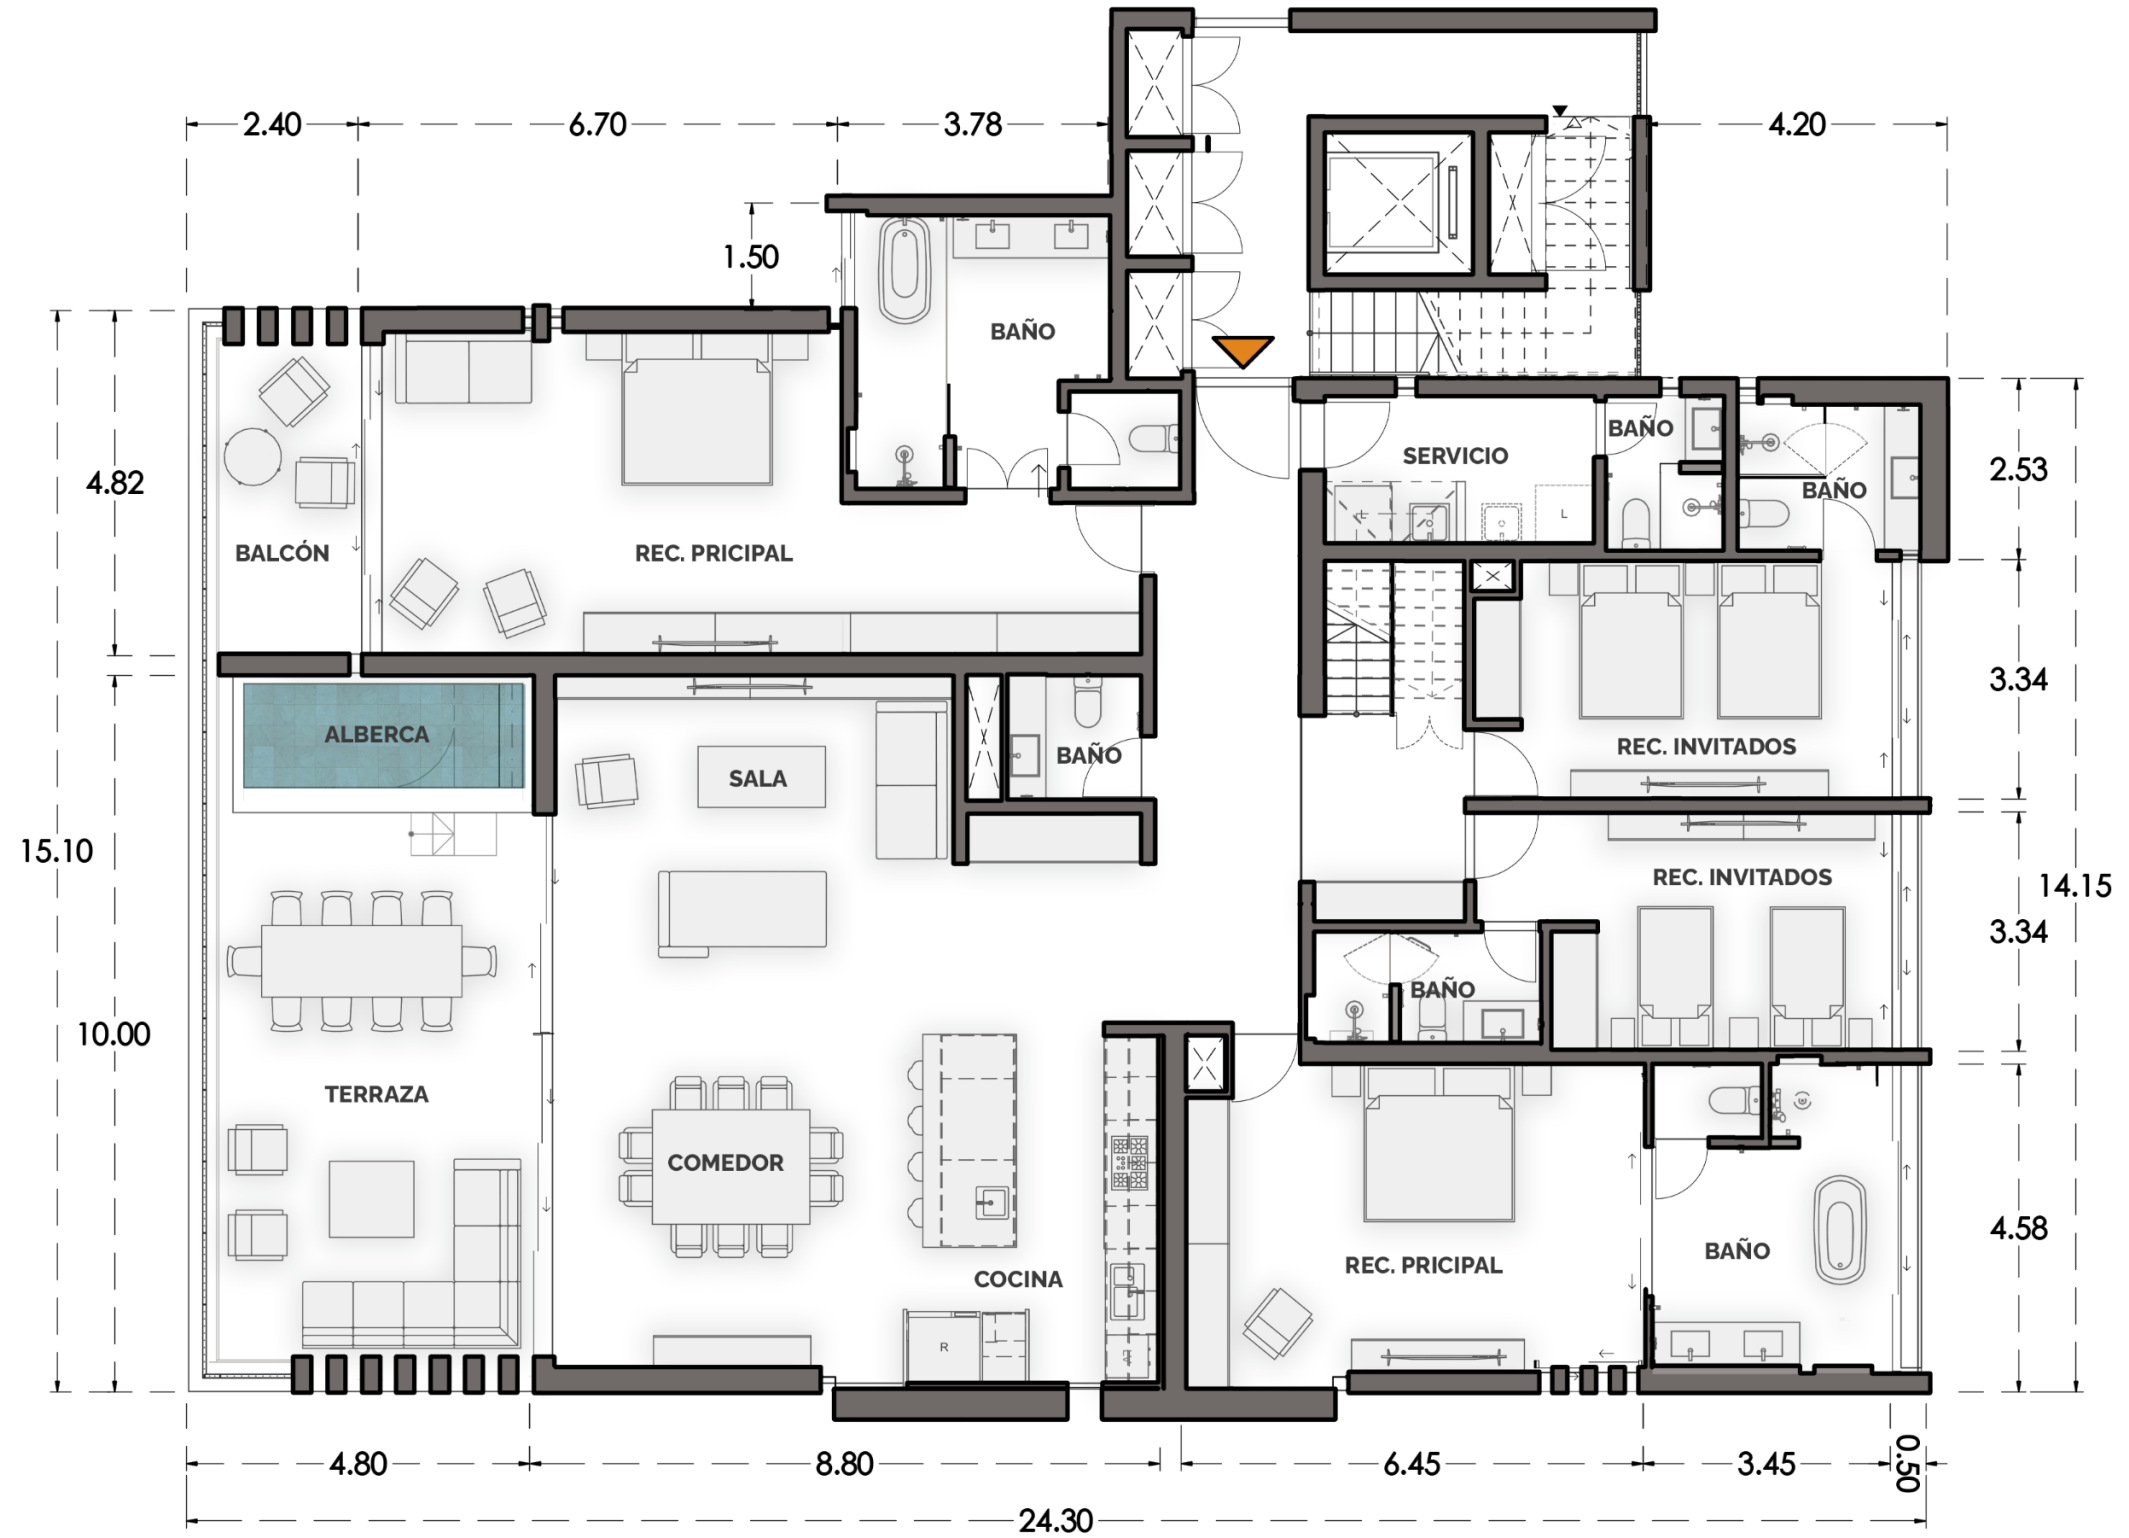 2.40
6.70
3.78
4.20
1.50
BAÑO
4.82
BALCÓN
REC. PRICIPAL
SERVICIO
BAÑO
BAÑO
L
2.53
3.34
ALBERCA
SALA
BAÑO
REC. INVITADOS
15.10
REC. INVITADOS
14.15
3.34
BAÑO
10.00
TERRAZA
COMEDOR
COCINA
R
REC. PRICIPAL
BAÑO
4.58
4.80
8.80
6.45
3.45
0.50
24.30